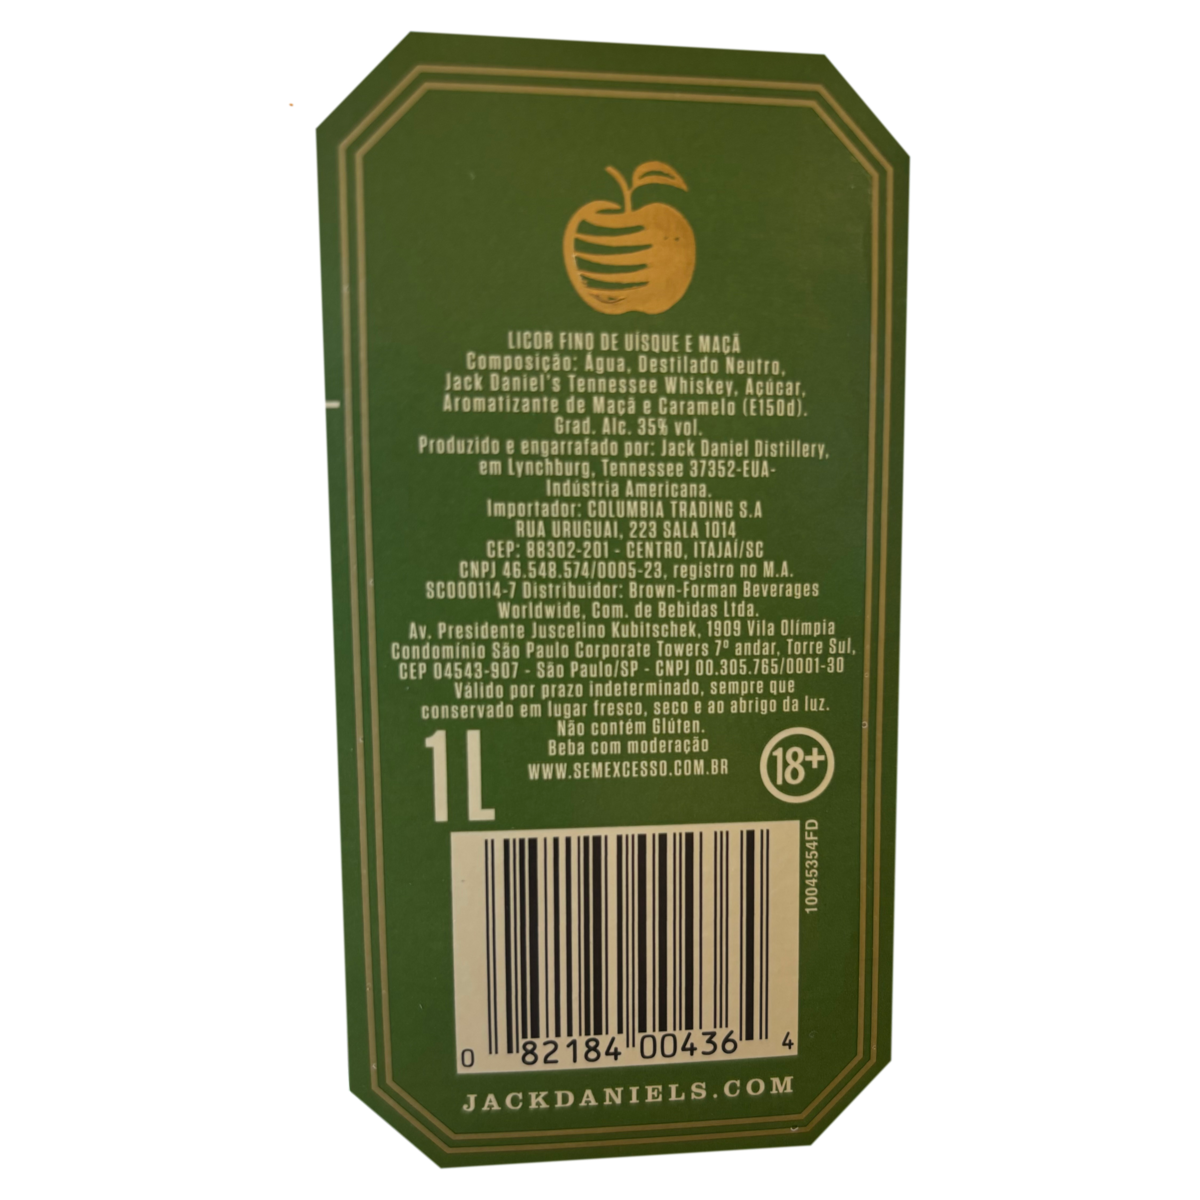 LICOR FINO DE UÍSQUE E MAÇÃ
Composição: Água, Destilado Neutro,
Jack Daniel's Tennessee Whiskey, Açúcar,
Aromatizante de Maçã e Caramelo (E150d).
Grad. Alc. 35% vol.
Produzido e engarrafado por: Jack Daniel Distillery,
em Lynchburg, Tennessee 37352-EUA-
Indústria Americana.
Importador: COLUMBIA TRADING S.A
RUA URUGUAI, 223 SALA 1014
CEP: 88302-201 - CENTRO, ITAJAÍ/SC
CNPJ 46.548.574/0005-23, registro no M.A.
SC000114-7 Distribuidor: Brown-Forman Beverages
Worldwide, Com. de Bebidas Ltda.
Av. Presidente Juscelino Kubitschek, 1909 Vila Olímpia
Condomínio São Paulo Corporate Towers 7º andar, Torre Sul,
CEP 04543-907 - São Paulo/SP - CNPJ 00.305.765/0001-30
Válido por prazo indeterminado, sempre que
conservado em lugar fresco, seco e ao abrigo da luz.
Não contém Glúten.
Beba com moderação
WWW.SEMEXCESSO.COM.BR
1L
18+
10045354FD
0 82184 00436 4
JACKDANIELS.COM